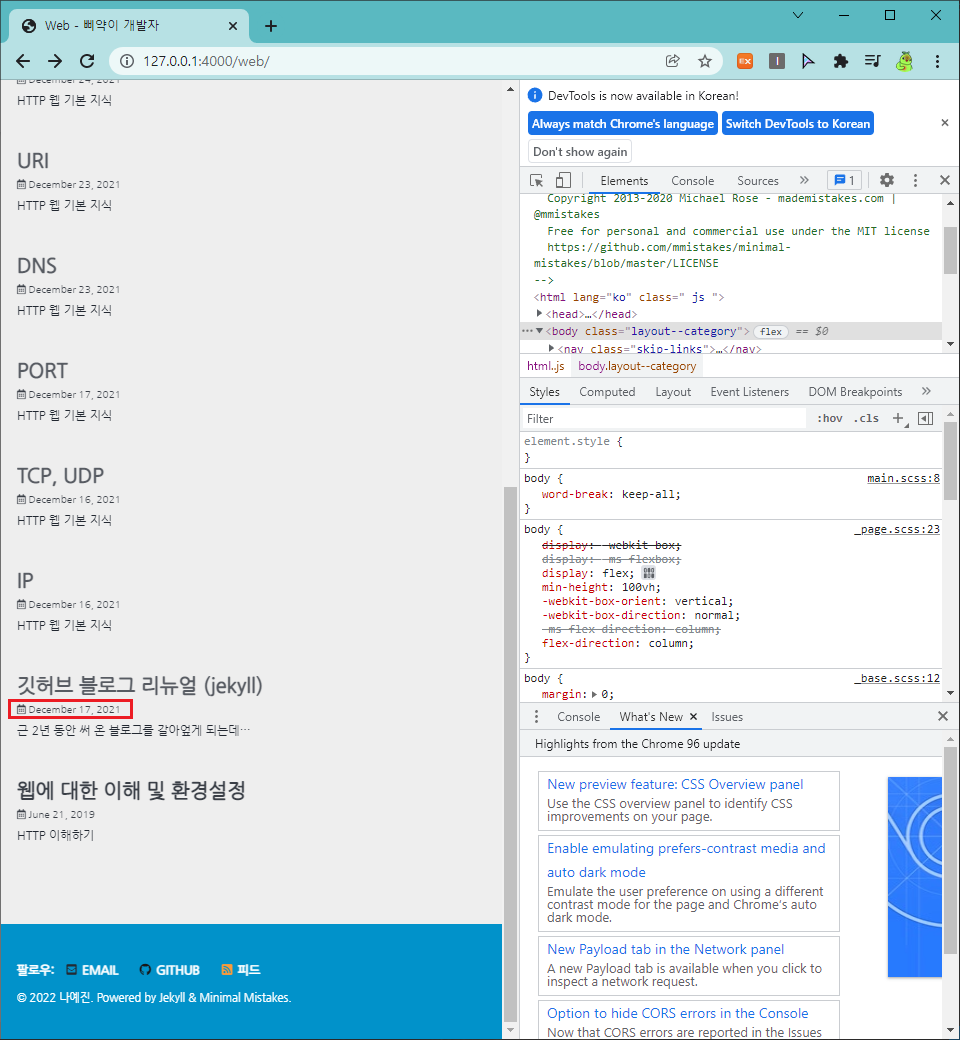 Web - 삐약이 개발자
127.0.0.1:4000/web/
December 24, 2021
HTTP 웹 기본 지식
URI
December 23, 2021
HTTP 웹 기본 지식
DNS
December 23, 2021
HTTP 웹 기본 지식
PORT
December 17, 2021
HTTP 웹 기본 지식
TCP, UDP
December 16, 2021
HTTP 웹 기본 지식
IP
December 16, 2021
HTTP 웹 기본 지식
깃허브 블로그 리뉴얼 (jekyll)
December 17, 2021
근 2년 동안 써 온 블로그를 갈아엎게 되는데…
웹에 대한 이해 및 환경설정
June 21, 2019
HTTP 이해하기
팔로우: EMAIL GITHUB 피드
© 2022 나예진. Powered by Jekyll & Minimal Mistakes.
DevTools is now available in Korean!
Always match Chrome's language Switch DevTools to Korean
Don't show again
Elements Console Sources » 1
Copyright 2013-2020 Michael Rose - mademistakes.com |
@mmistakes
Free for personal and commercial use under the MIT license
https://github.com/mmistakes/minimal-
mistakes/blob/master/LICENSE
-->
<html lang="ko" class=" js ">
<head>…</head>
<body class="layout--category"> flex == $0
<nav class="skip-links">…</nav>
html.js body.layout--category
Styles Computed Layout Event Listeners DOM Breakpoints »
Filter :hov .cls +
element.style {
}
body { main.scss:8
word-break: keep-all;
}
body { _page.scss:23
display: -webkit-box;
display: -ms-flexbox;
display: flex;
min-height: 100vh;
-webkit-box-orient: vertical;
-webkit-box-direction: normal;
-ms-flex-direction: column;
flex-direction: column;
}
body { _base.scss:12
margin: 0;
Console What's New Issues
Highlights from the Chrome 96 update
New preview feature: CSS Overview panel
Use the CSS overview panel to identify CSS
improvements on your page.
Enable emulating prefers-contrast media and
auto dark mode
Emulate the user preference on using a different
contrast mode for the page and Chrome's auto
dark mode.
New Payload tab in the Network panel
A new Payload tab is available when you click to
inspect a network request.
Option to hide CORS errors in the Console
Now that CORS errors are reported in the Issues